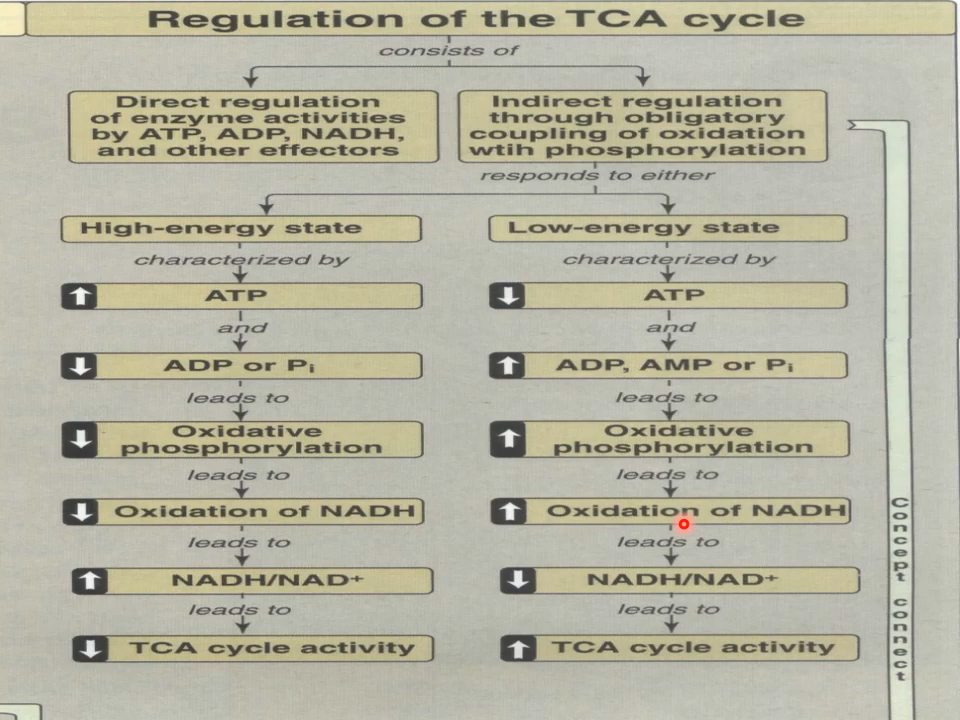 Regulation of the TCA cycle
consists of
Direct regulation
of enzyme activities
by ATP, ADP, NADH,
and other effectors
Indirect regulation
through obligatory
coupling of oxidation
wtih phosphorylation
responds to either
High-energy state
characterized by
ATP
and
ADP or Pi
leads to
Oxidative
phosphorylation
leads to
Oxidation of NADH
leads to
NADH/NAD+
leads to
TCA cycle activity
Low-energy state
characterized by
ATP
and
ADP, AMP or Pi
leads to
Oxidative
phosphorylation
leads to
Oxidation of NADH
leads to
NADH/NAD+
leads to
TCA cycle activity
Concept connect